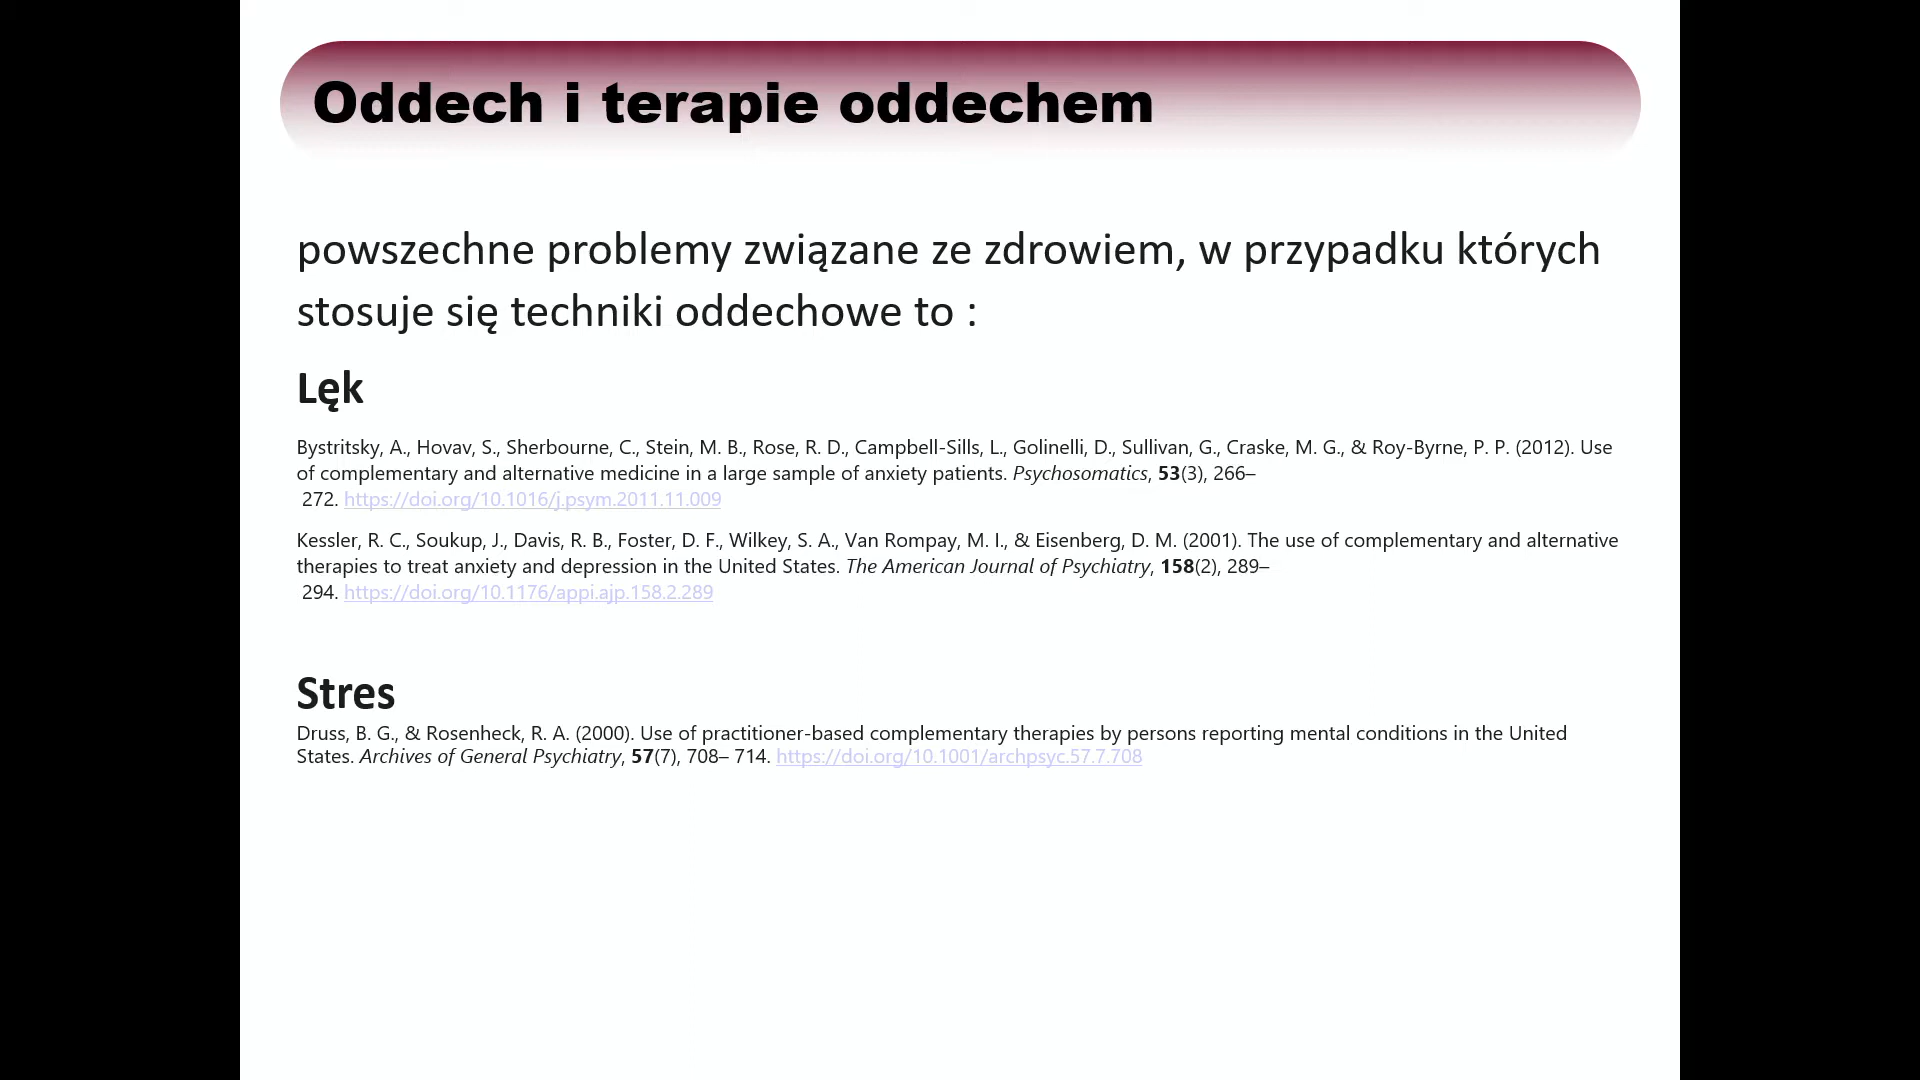 Oddech i terapie oddechem
powszechne problemy związane ze zdrowiem, w przypadku których
stosuje się techniki oddechowe to :
Lęk
Bystritsky, A., Hovav, S., Sherbourne, C., Stein, M. B., Rose, R. D., Campbell-Sills, L., Golinelli, D., Sullivan, G., Craske, M. G., & Roy-Byrne, P. P. (2012). Use
of complementary and alternative medicine in a large sample of anxiety patients. Psychosomatics, 53(3), 266–
272. https://doi.org/10.1016/j.psym.2011.11.009
Kessler, R. C., Soukup, J., Davis, R. B., Foster, D. F., Wilkey, S. A., Van Rompay, M. I., & Eisenberg, D. M. (2001). The use of complementary and alternative
therapies to treat anxiety and depression in the United States. The American Journal of Psychiatry, 158(2), 289–
294. https://doi.org/10.1176/appi.ajp.158.2.289
Stres
Druss, B. G., & Rosenheck, R. A. (2000). Use of practitioner-based complementary therapies by persons reporting mental conditions in the United
States. Archives of General Psychiatry, 57(7), 708– 714. https://doi.org/10.1001/archpsyc.57.7.708